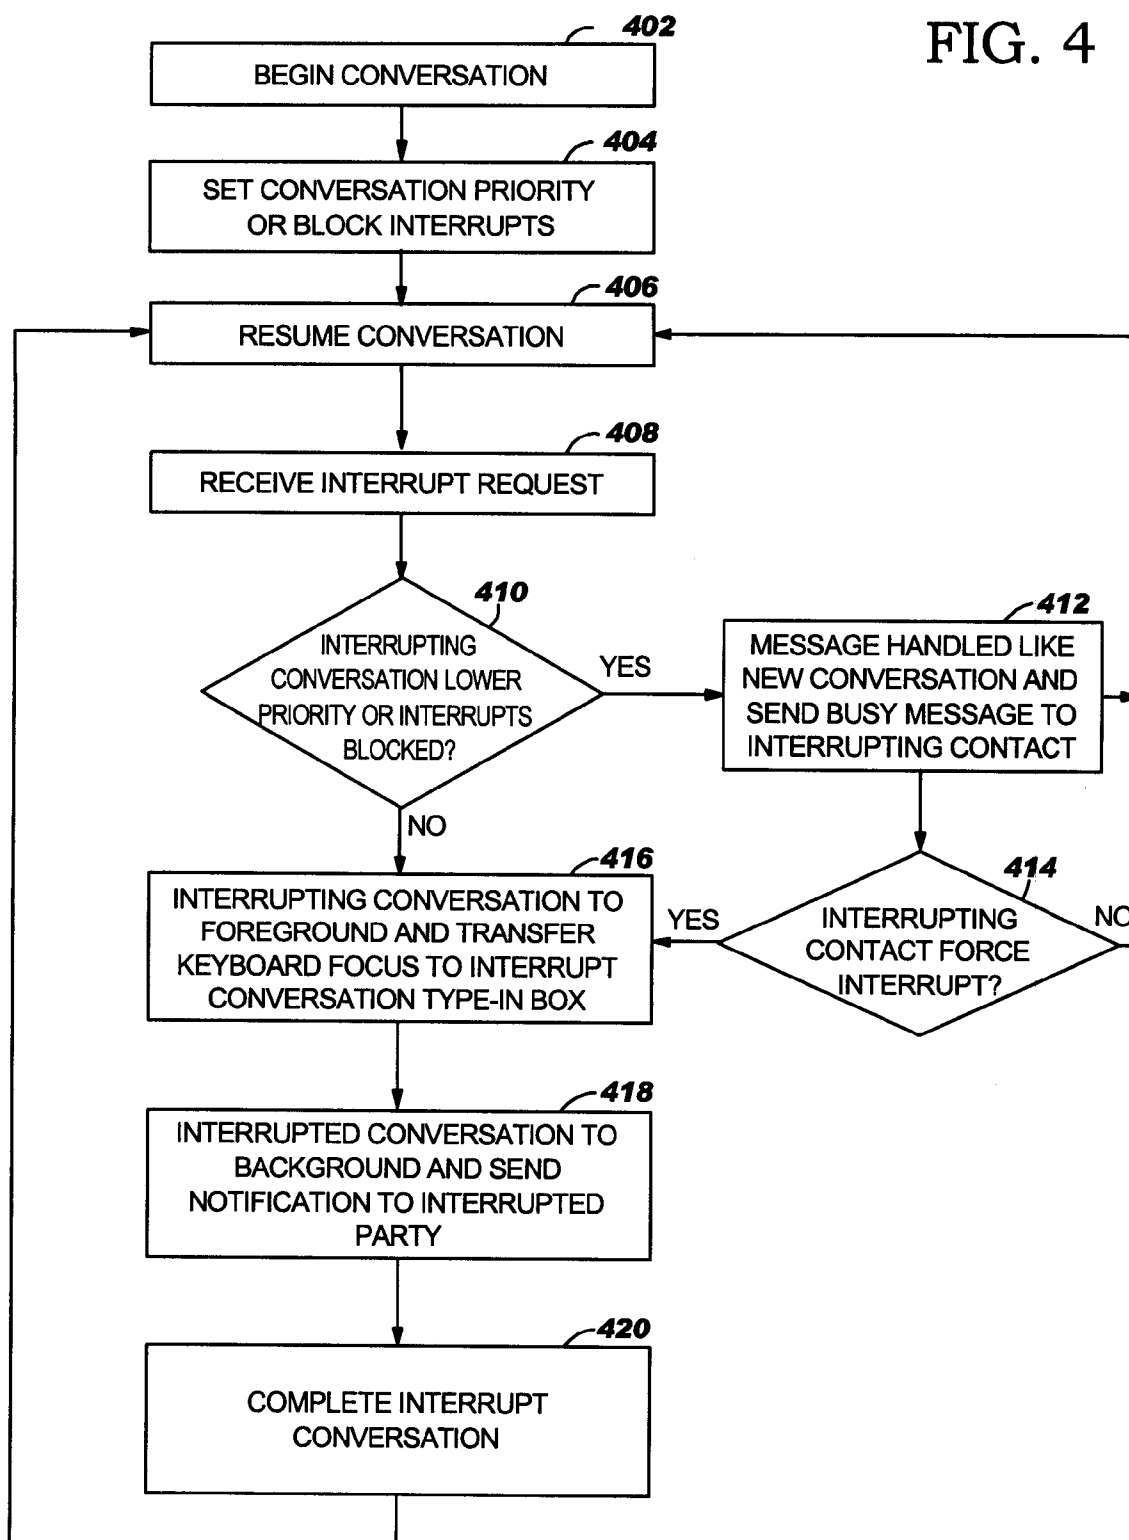 FIG. 4
402
BEGIN CONVERSATION
404
SET CONVERSATION PRIORITY
OR BLOCK INTERRUPTS
406
RESUME CONVERSATION
408
RECEIVE INTERRUPT REQUEST
410
INTERRUPTING
CONVERSATION LOWER
PRIORITY OR INTERRUPTS
BLOCKED?
YES
412
MESSAGE HANDLED LIKE
NEW CONVERSATION AND
SEND BUSY MESSAGE TO
INTERRUPTING CONTACT
NO
414
INTERRUPTING
CONTACT FORCE
INTERRUPT?
YES
NO
416
INTERRUPTING CONVERSATION TO
FOREGROUND AND TRANSFER
KEYBOARD FOCUS TO INTERRUPT
CONVERSATION TYPE-IN BOX
418
INTERRUPTED CONVERSATION TO
BACKGROUND AND SEND
NOTIFICATION TO INTERRUPTED
PARTY
420
COMPLETE INTERRUPT
CONVERSATION